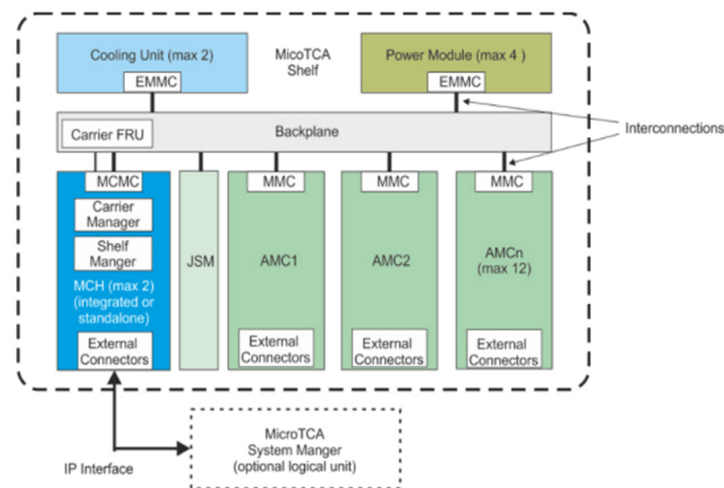 Cooling Unit (max 2)
EMMC
MicoTCA
Shelf
Power Module (max 4 )
EMMC
Carrier FRU
Backplane
Interconnections
MCMC
Carrier
Manager
Shelf
Manger
MCH (max 2)
(integrated or
standalone)
External
Connectors
JSM
MMC
AMC1
External
Connectors
MMC
AMC2
External
Connectors
MMC
AMCn
(max 12)
External
Connectors
IP Interface
MicroTCA
System Manger
(optional logical unit)